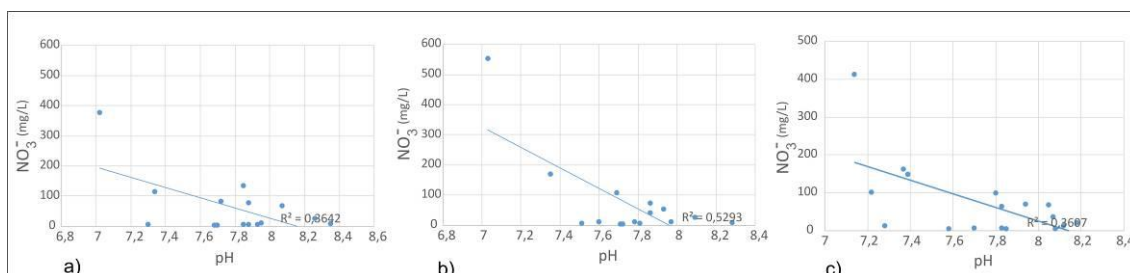 600
500
400
300
200
100
0
NO₃⁻ (mg/L)
R² = 0,3642
6,8 7 7,2 7,4 7,6 7,8 8 8,2 8,4 8,6
pH
a)
600
500
400
300
200
100
0
NO₃⁻ (mg/L)
R² = 0,5293
6,8 7 7,2 7,4 7,6 7,8 8 8,2 8,4
pH
b)
500
400
300
200
100
0
NO₃⁻ (mg/L)
7 7,2 7,4 7,6 7,8 8 8,2 8,4
pH
c)